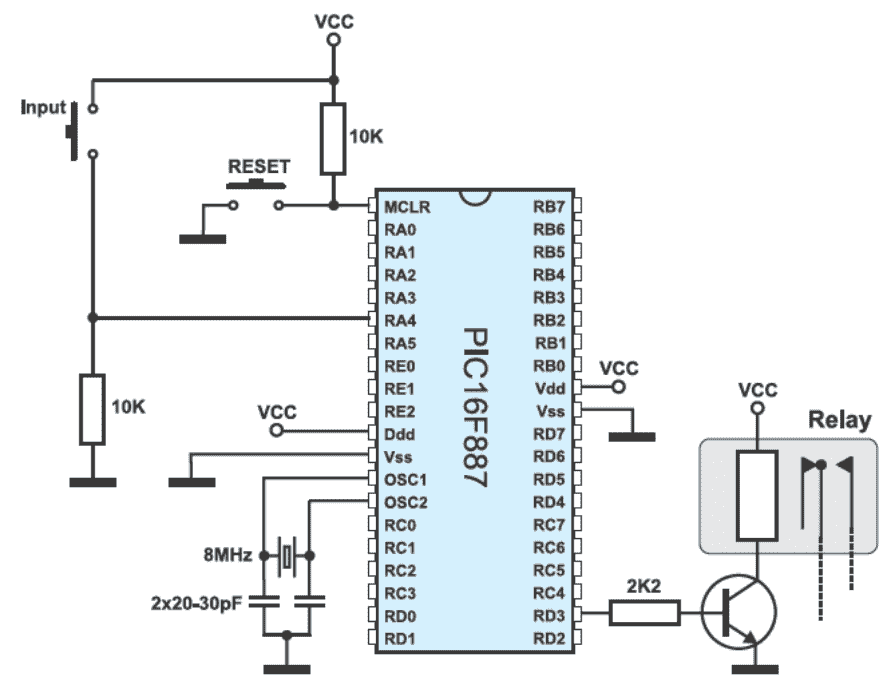 VCC
Input
10K
RESET
MCLR
RA0
RA1
RA2
RA3
RA4
RA5
RE0
RE1
RE2
Ddd
Vss
OSC1
OSC2
RC0
RC1
RC2
RC3
RD0
RD1
PIC16F887
RB7
RB6
RB5
RB4
RB3
RB2
RB1
RB0
Vdd
Vss
RD7
RD6
RD5
RD4
RC7
RC6
RC5
RC4
RD3
RD2
10K
VCC
8MHz
2x20-30pF
VCC
VCC
Relay
2K2